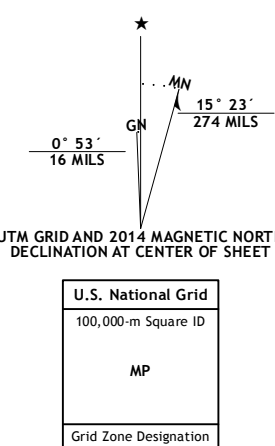 MN
GN
15° 23´
274 MILS
0° 53´
16 MILS
UTM GRID AND 2014 MAGNETIC NORT
DECLINATION AT CENTER OF SHEET
U.S. National Grid
100,000-m Square ID
MP
Grid Zone Designation